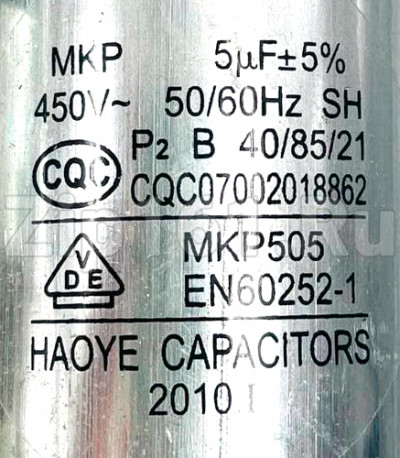 MKP 5µF±5%
450V~ 50/60Hz SH
P2 B 40/85/21
CQC CQC07002018862
MKP505
VDE EN60252-1
HAOYE CAPACITORS
2010